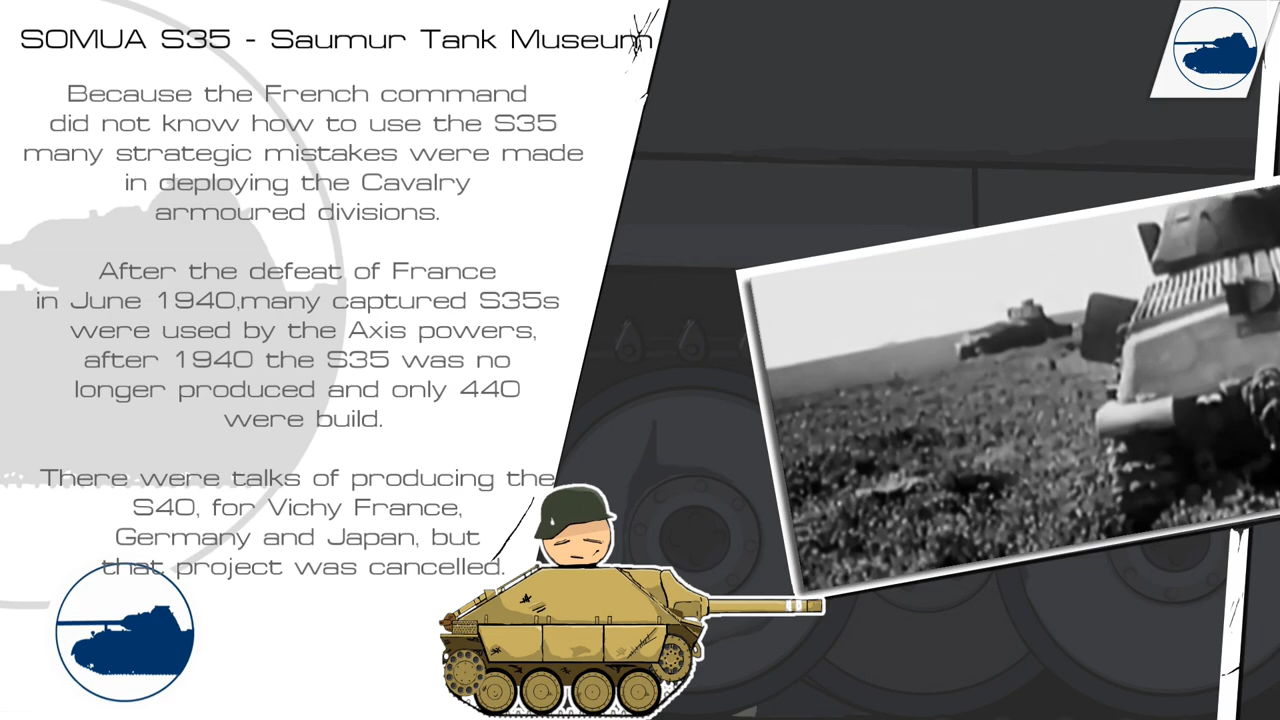 SOMUA S35 - Saumur Tank Museum
Because the French command
did not know how to use the S35
many strategic mistakes were made
in deploying the Cavalry
armoured divisions.
After the defeat of France
in June 1940,many captured S35s
were used by the Axis powers,
after 1940 the S35 was no
longer produced and only 440
were build.
There were talks of producing the
S40, for Vichy France,
Germany and Japan, but
that project was cancelled.